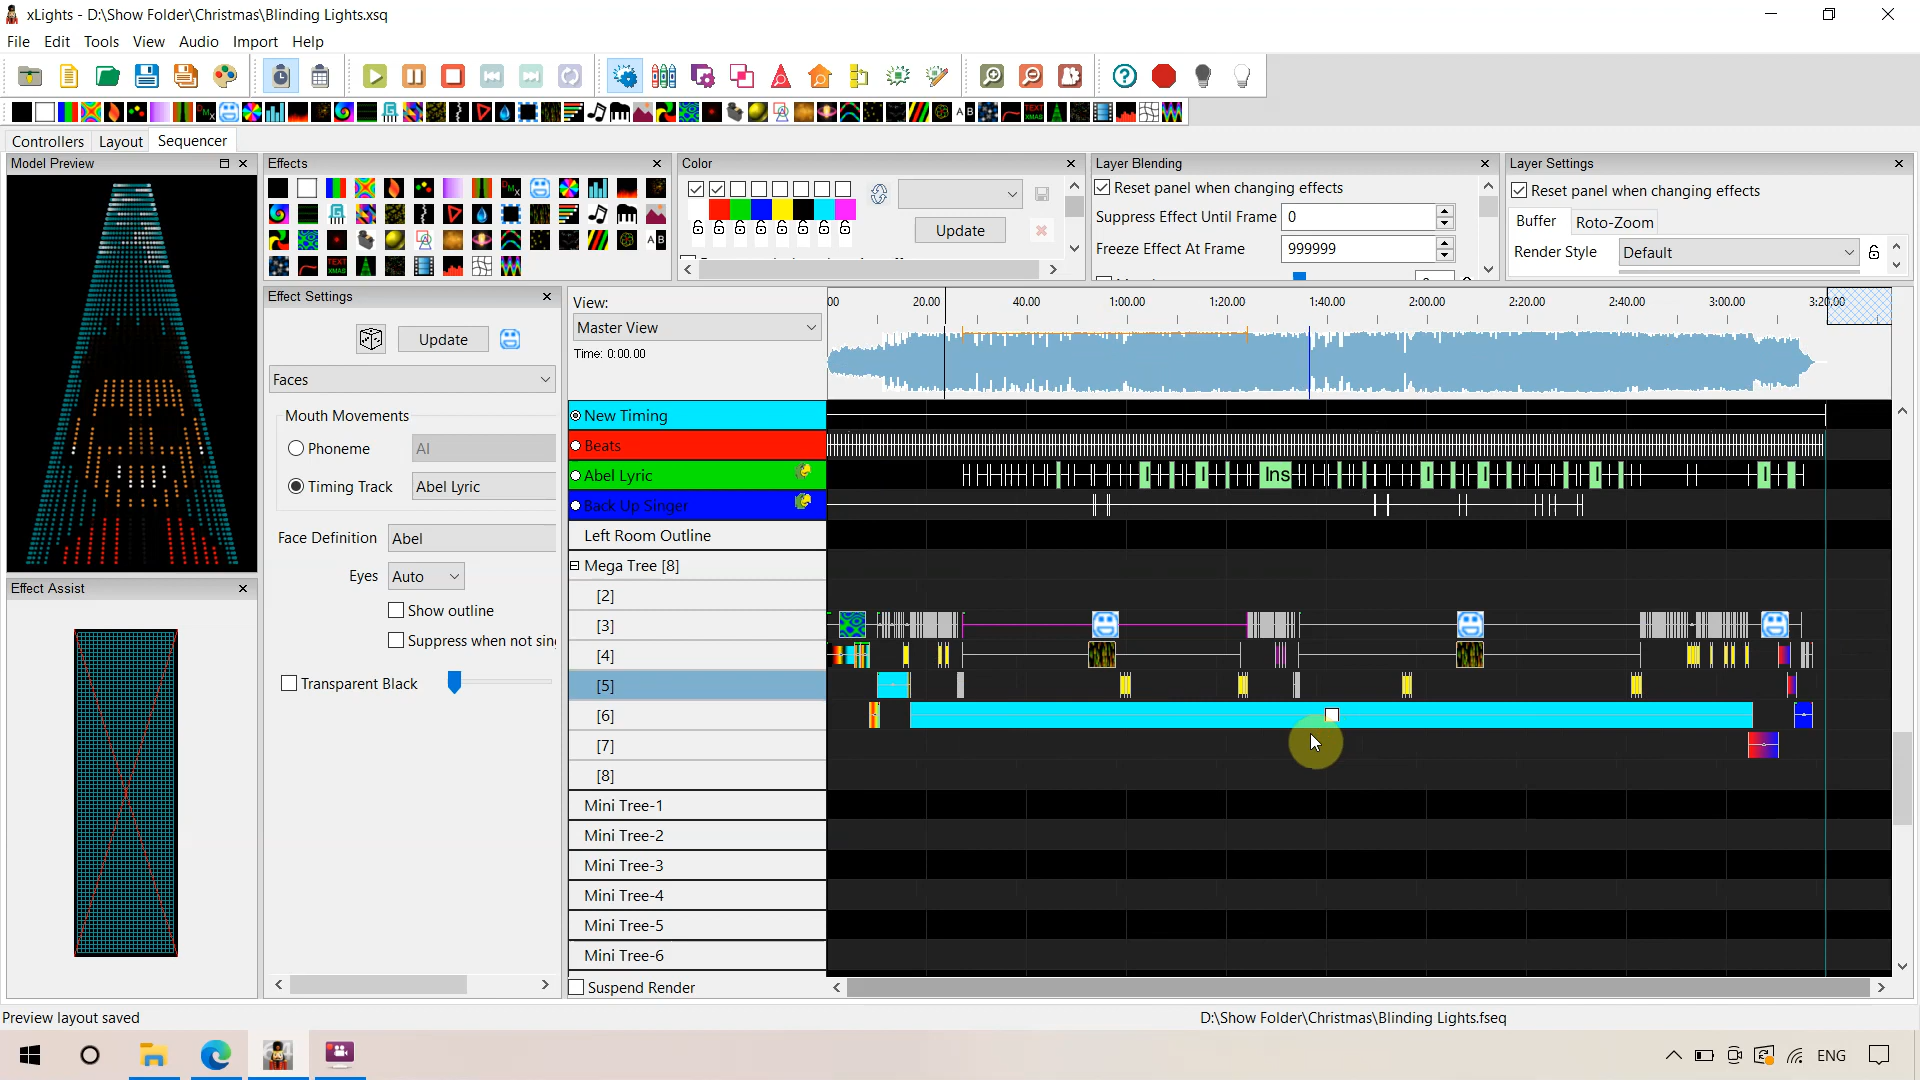 xLights - D:\Show Folder\Christmas\Blinding Lights.xsq
File Edit Tools View Audio Import Help
Controllers Layout Sequencer
Model Preview
Effects
Color
Update
Layer Blending
Reset panel when changing effects
Suppress Effect Until Frame 0
Freeze Effect At Frame 999999
Layer Settings
Reset panel when changing effects
Buffer Roto-Zoom
Render Style Default
Effect Settings
Update
Faces
Mouth Movements
Phoneme AI
Timing Track Abel Lyric
Face Definition Abel
Eyes Auto
Show outline
Suppress when not sin
Transparent Black
Effect Assist
View:
Master View
Time: 0:00.00
00 20.00 40.00 1:00.00 1:20.00 1:40.00 2:00.00 2:20.00 2:40.00 3:00.00 3:20.00
New Timing
Beats
Abel Lyric
I I Ins I I I I
Back Up Singer
Left Room Outline
Mega Tree [8]
[2]
[3]
[4]
[5]
[6]
[7]
[8]
Mini Tree-1
Mini Tree-2
Mini Tree-3
Mini Tree-4
Mini Tree-5
Mini Tree-6
Suspend Render
Preview layout saved
D:\Show Folder\Christmas\Blinding Lights.fseq
ENG